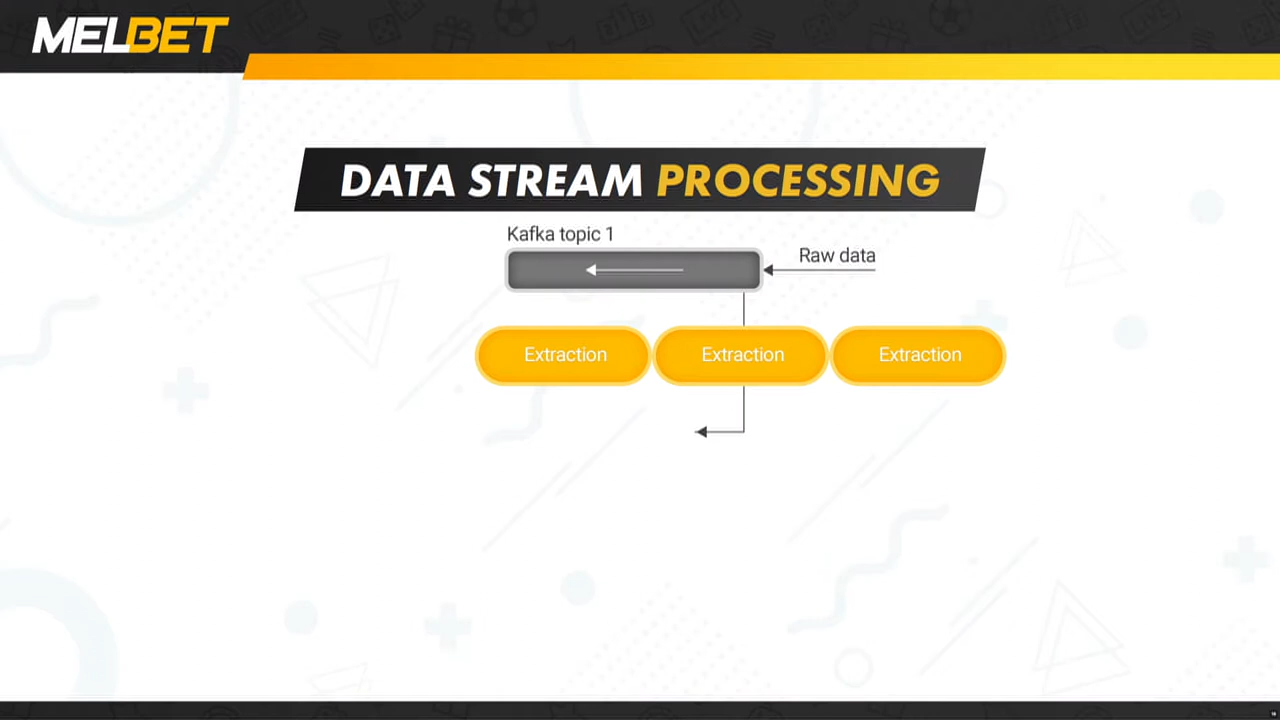 MELBET
DATA STREAM PROCESSING
Kafka topic 1
Raw data
Extraction
Extraction
Extraction